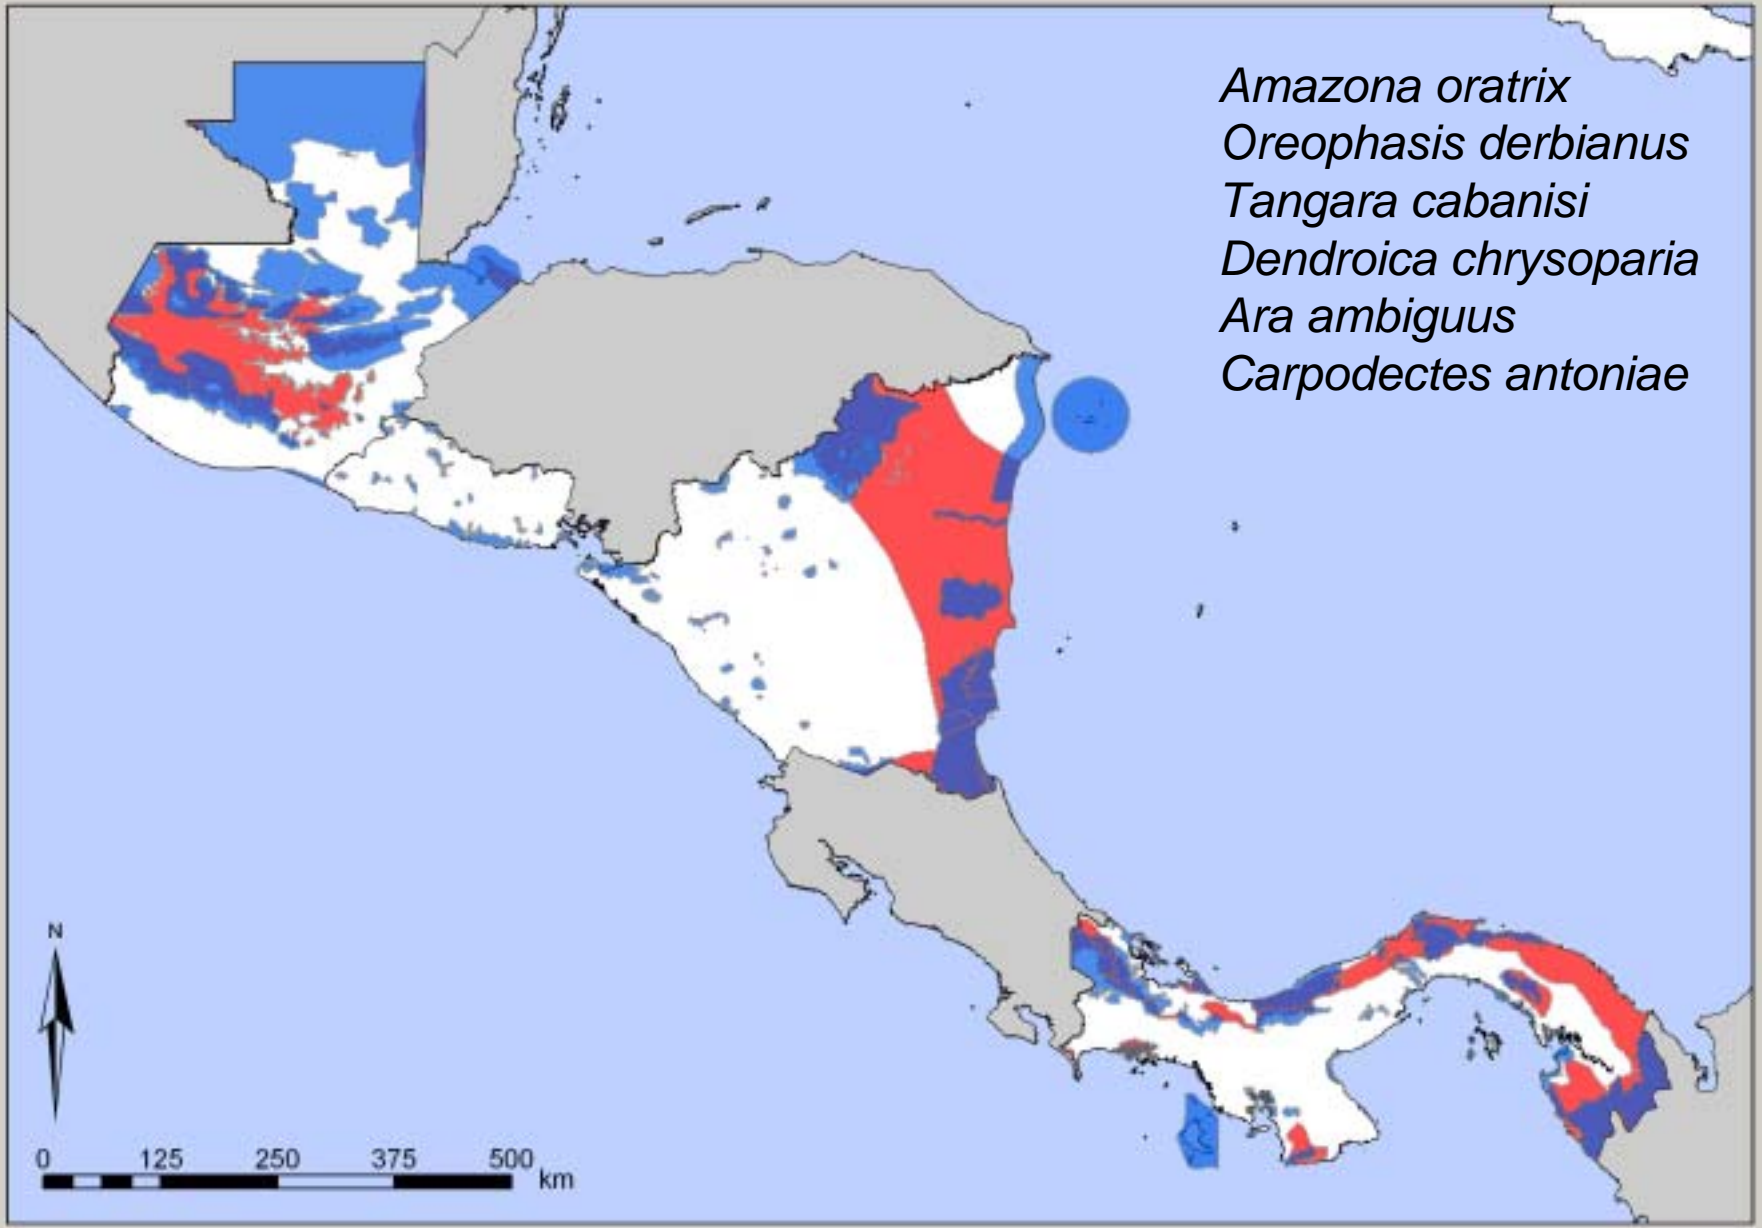 Amazona oratrix
Oreophasis derbianus
Tangara cabanisi
Dendroica chrysoparia
Ara ambiguus
Carpodectes antoniae
N
0 125 250 375 500
km